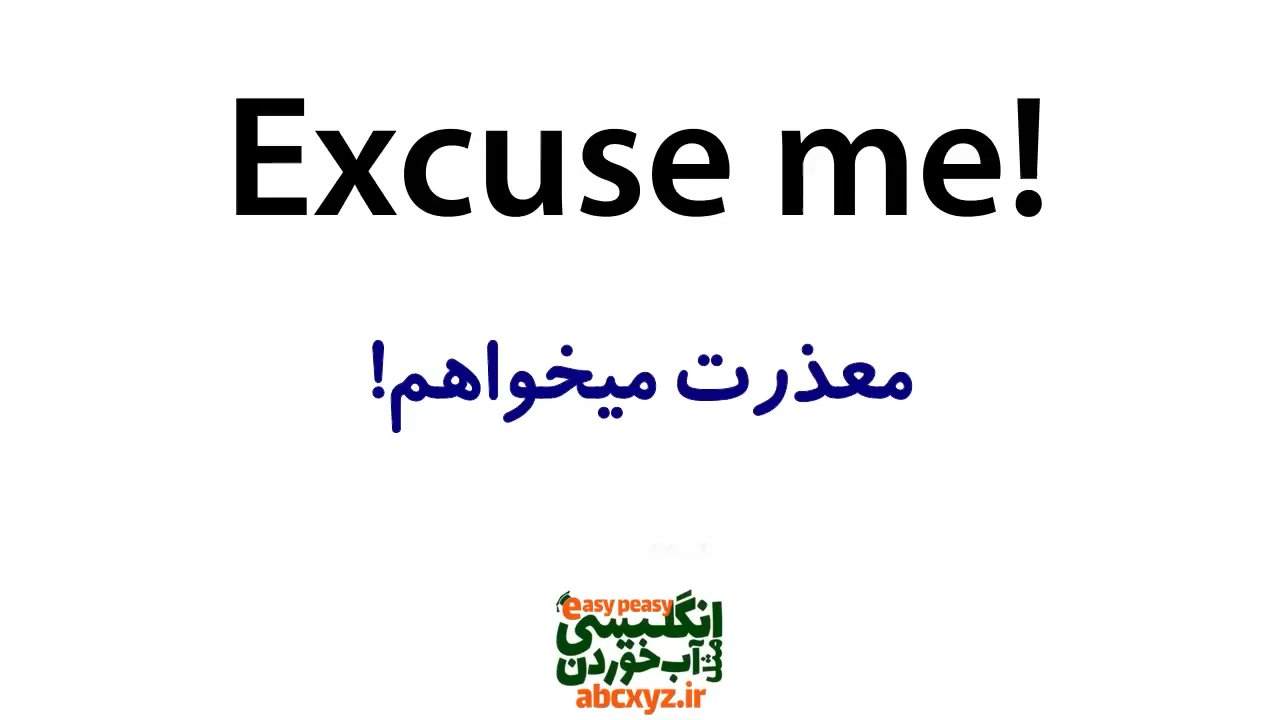 Excuse me!
معذرت میخواهم!
easy peasy
انگلیسی
مثل آب خوردن
abcxyz.ir